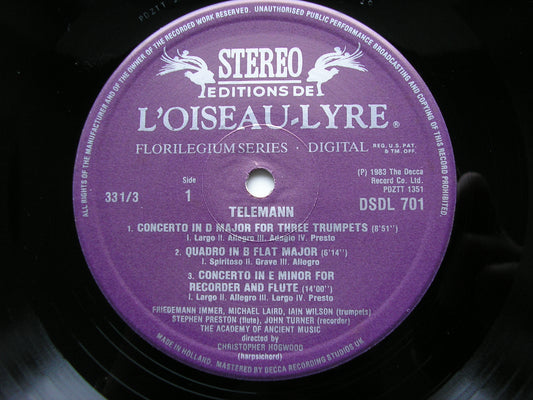 ALL RIGHTS OF THE MANUFACTURER AND OF THE OWNER OF THE RECORDED WORK RESERVED. UNAUTHORISED PUBLIC PERFORMANCE BROADCASTING AND COPYING OF THIS RECORD PROHIBITED.
STEREO
EDITIONS DE
L'OISEAU-LYRE ®
FLORILEGIUM SERIES · DIGITAL REG. U.S. PAT. & TM. OFF.
33 1/3
Side
1
(P) 1983 The Decca
Record Co. Ltd.
PDZTT 1351
DSDL 701
TELEMANN
1. CONCERTO IN D MAJOR FOR THREE TRUMPETS (8'51")
I. Largo II. Allegro III. Adagio IV. Presto
2. QUADRO IN B FLAT MAJOR (6'14")
I. Spiritoso II. Grave III. Allegro
3. CONCERTO IN E MINOR FOR
RECORDER AND FLUTE (14'00")
I. Largo II. Allegro III. Largo IV. Presto
FRIEDEMANN IMMER, MICHAEL LAIRD, IAIN WILSON (trumpets)
STEPHEN PRESTON (flute), JOHN TURNER (recorder)
THE ACADEMY OF ANCIENT MUSIC
directed by
CHRISTOPHER HOGWOOD
(harpsichord)
MADE IN HOLLAND. MASTERED BY DECCA RECORDING STUDIOS UK